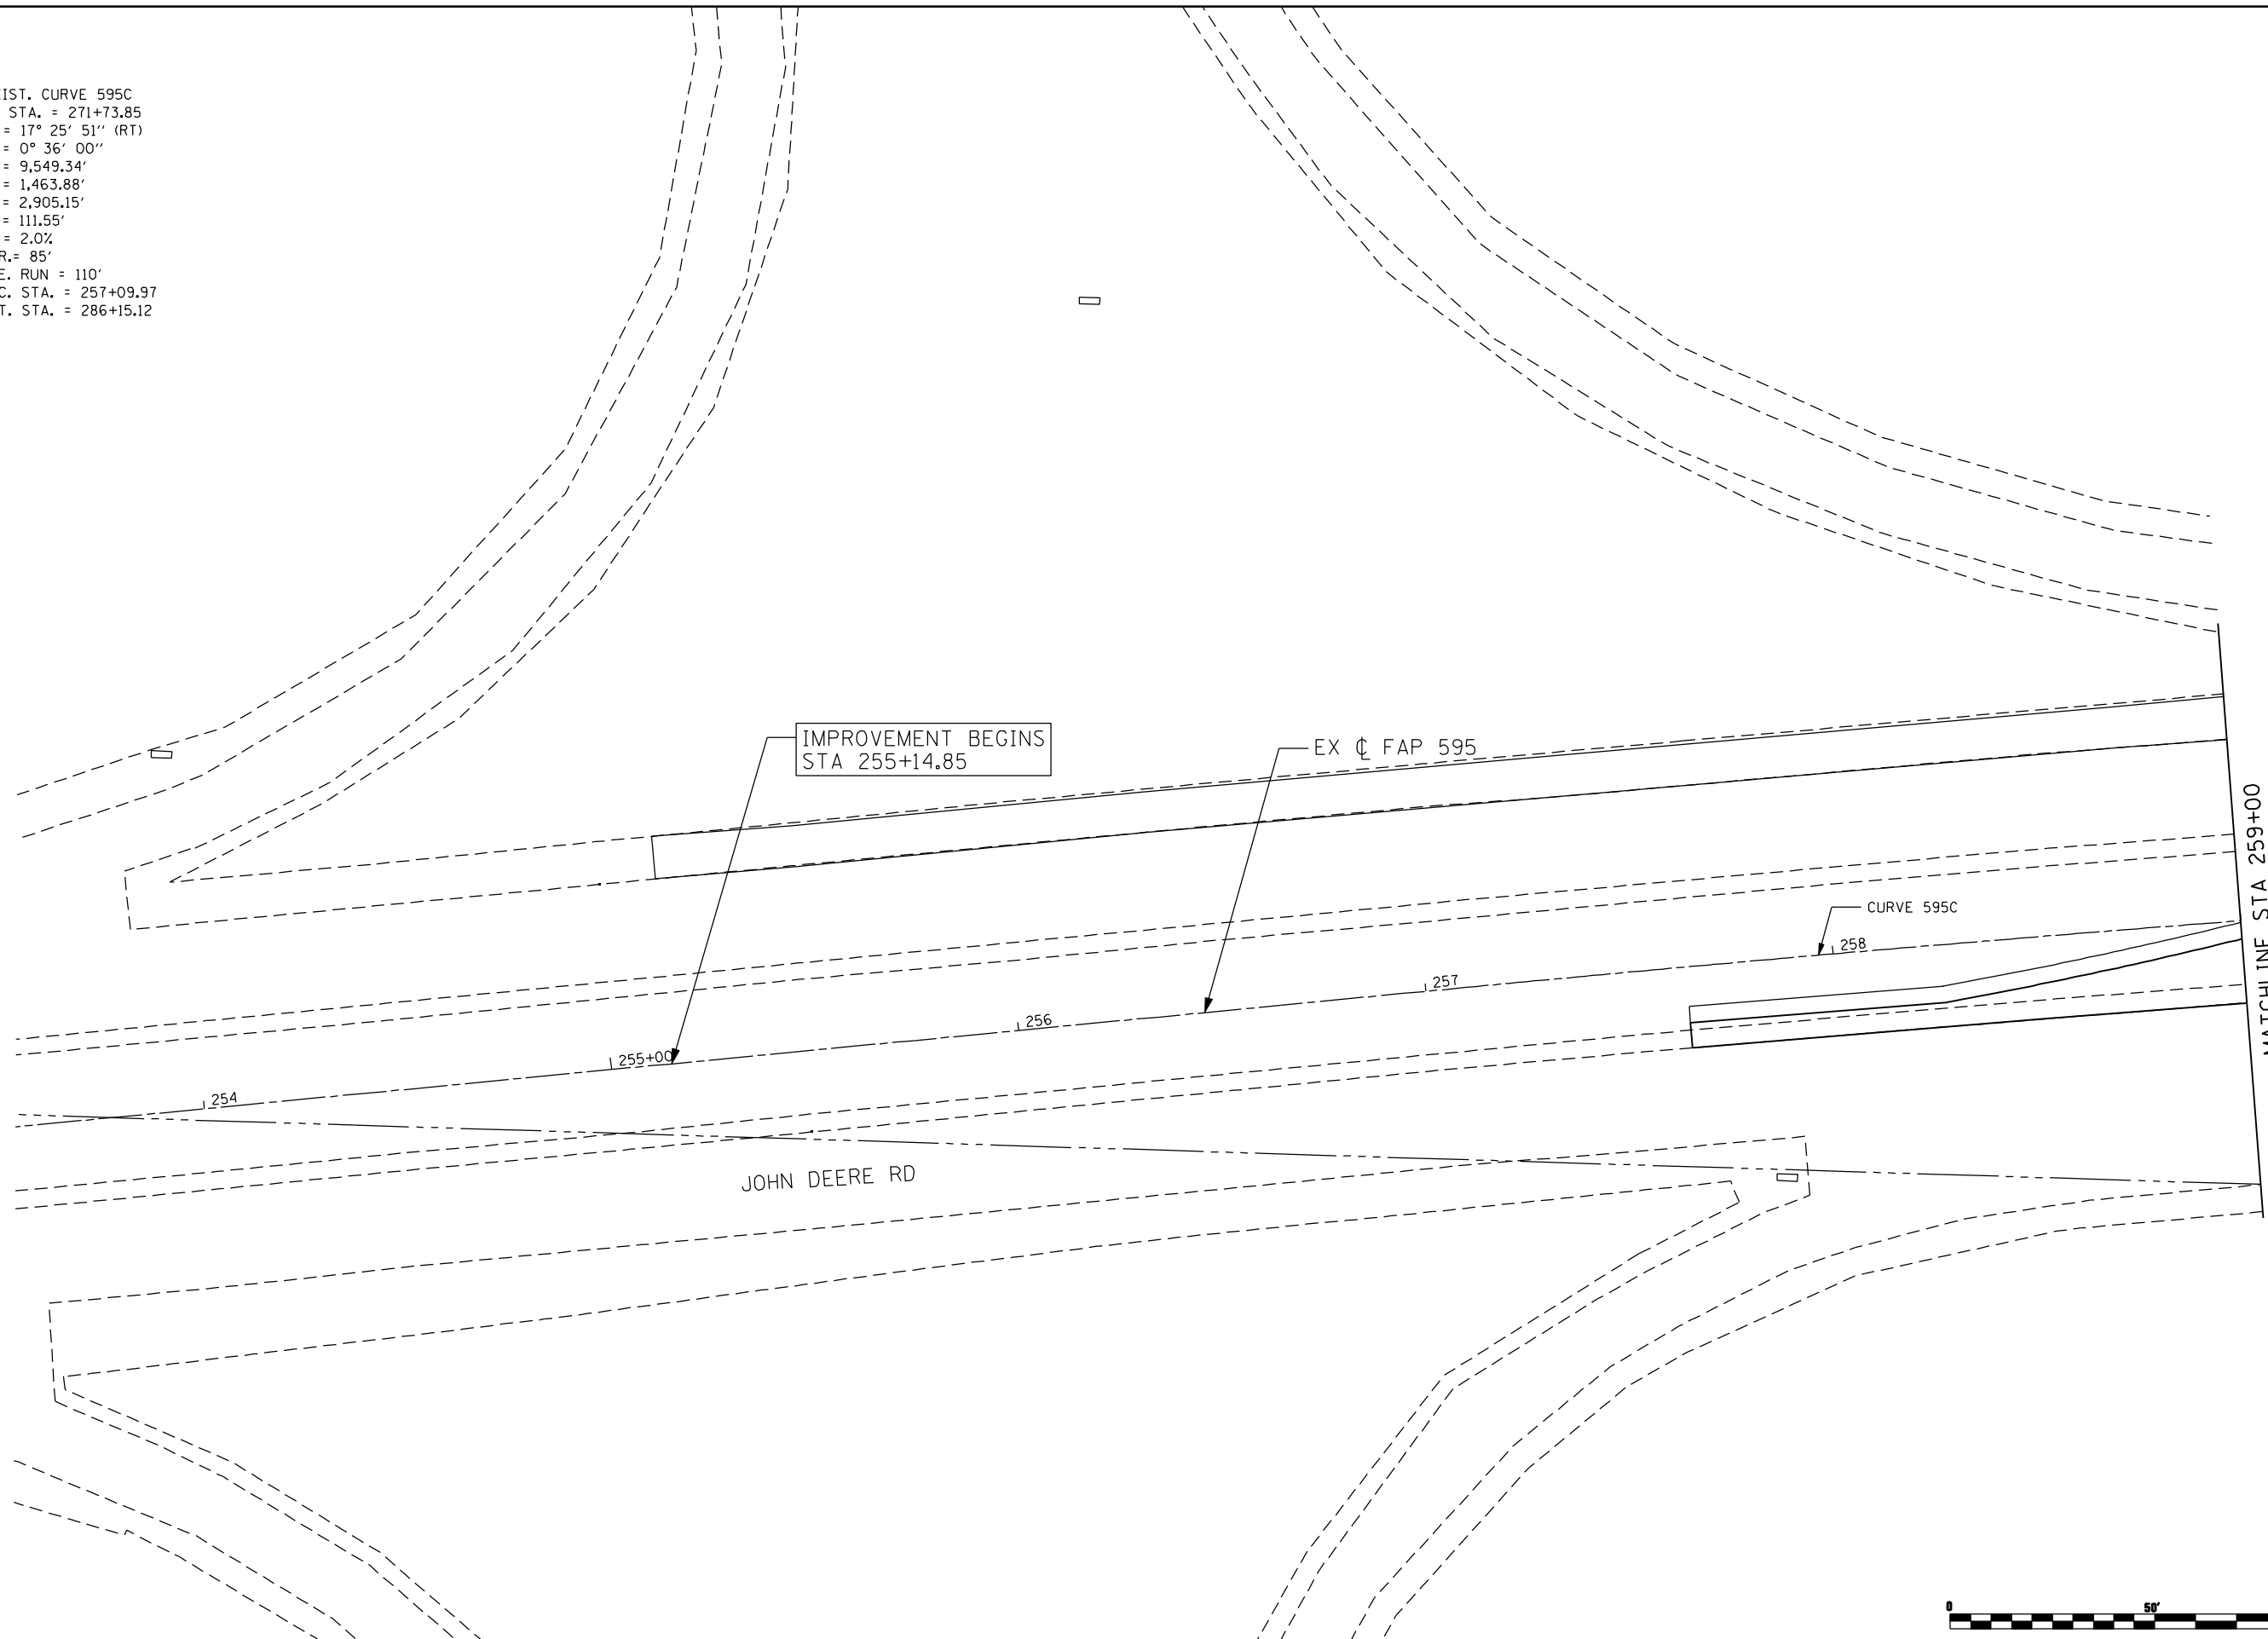 IST. CURVE 595C
STA. = 271+73.85
= 17° 25' 51'' (RT)
= 0° 36' 00''
= 9,549.34'
= 1,463.88'
= 2,905.15'
= 111.55'
= 2.0%
R.= 85'
E. RUN = 110'
C. STA. = 257+09.97
T. STA. = 286+15.12
IMPROVEMENT BEGINS
STA 255+14.85
EX ℄ FAP 595
MATCHLINE STA 259+00
CURVE 595C
258
257
256
255+00
254
JOHN DEERE RD
0 50'